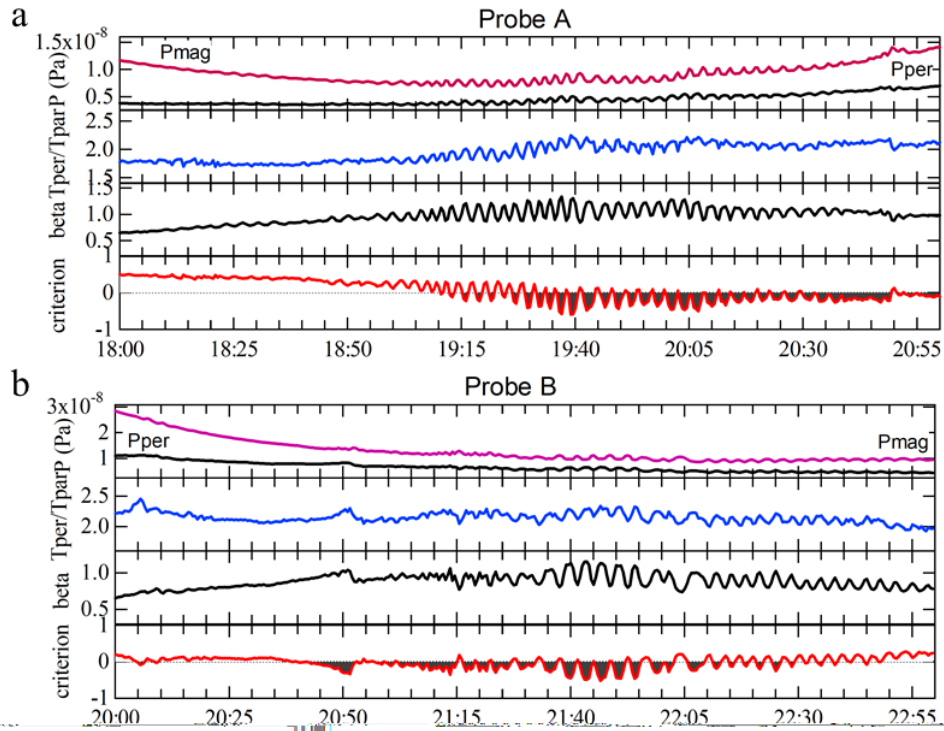 a
Probe A
1.5x10-8
1.0
0.5
Pmag
Pper
P (Pa)
2.5
2.0
1.5
Tper/Tpar
1.5
1.0
0.5
beta
1
0
-1
criterion
18:00 18:25 18:50 19:15 19:40 20:05 20:30 20:55
b
Probe B
3x10-8
2
1
Pper
Pmag
P (Pa)
2.5
2.0
Tper/Tpar
1.0
0.5
beta
1
0
-1
criterion
20:00 20:25 20:50 21:15 21:40 22:05 22:30 22:55